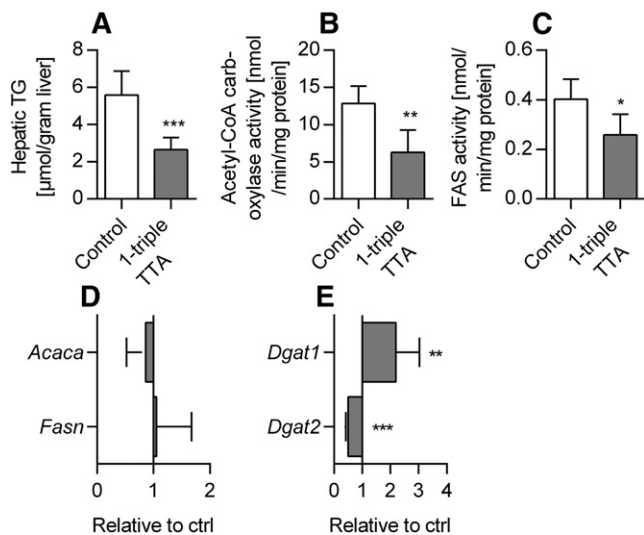 A
Hepatic TG
[µmol/gram liver]
8
6
4
2
0
***
Control
1-triple
TTA
B
Acetyl-CoA carb-
oxylase activity [nmol
/min/mg protein]
20
15
10
5
0
**
Control
1-triple
TTA
C
FAS activity [nmol/
min/mg protein]
0.6
0.4
0.2
0.0
*
Control
1-triple
TTA
D
Acaca
Fasn
0 1 2
Relative to ctrl
E
Dgat1
**
Dgat2
***
0 1 2 3 4
Relative to ctrl